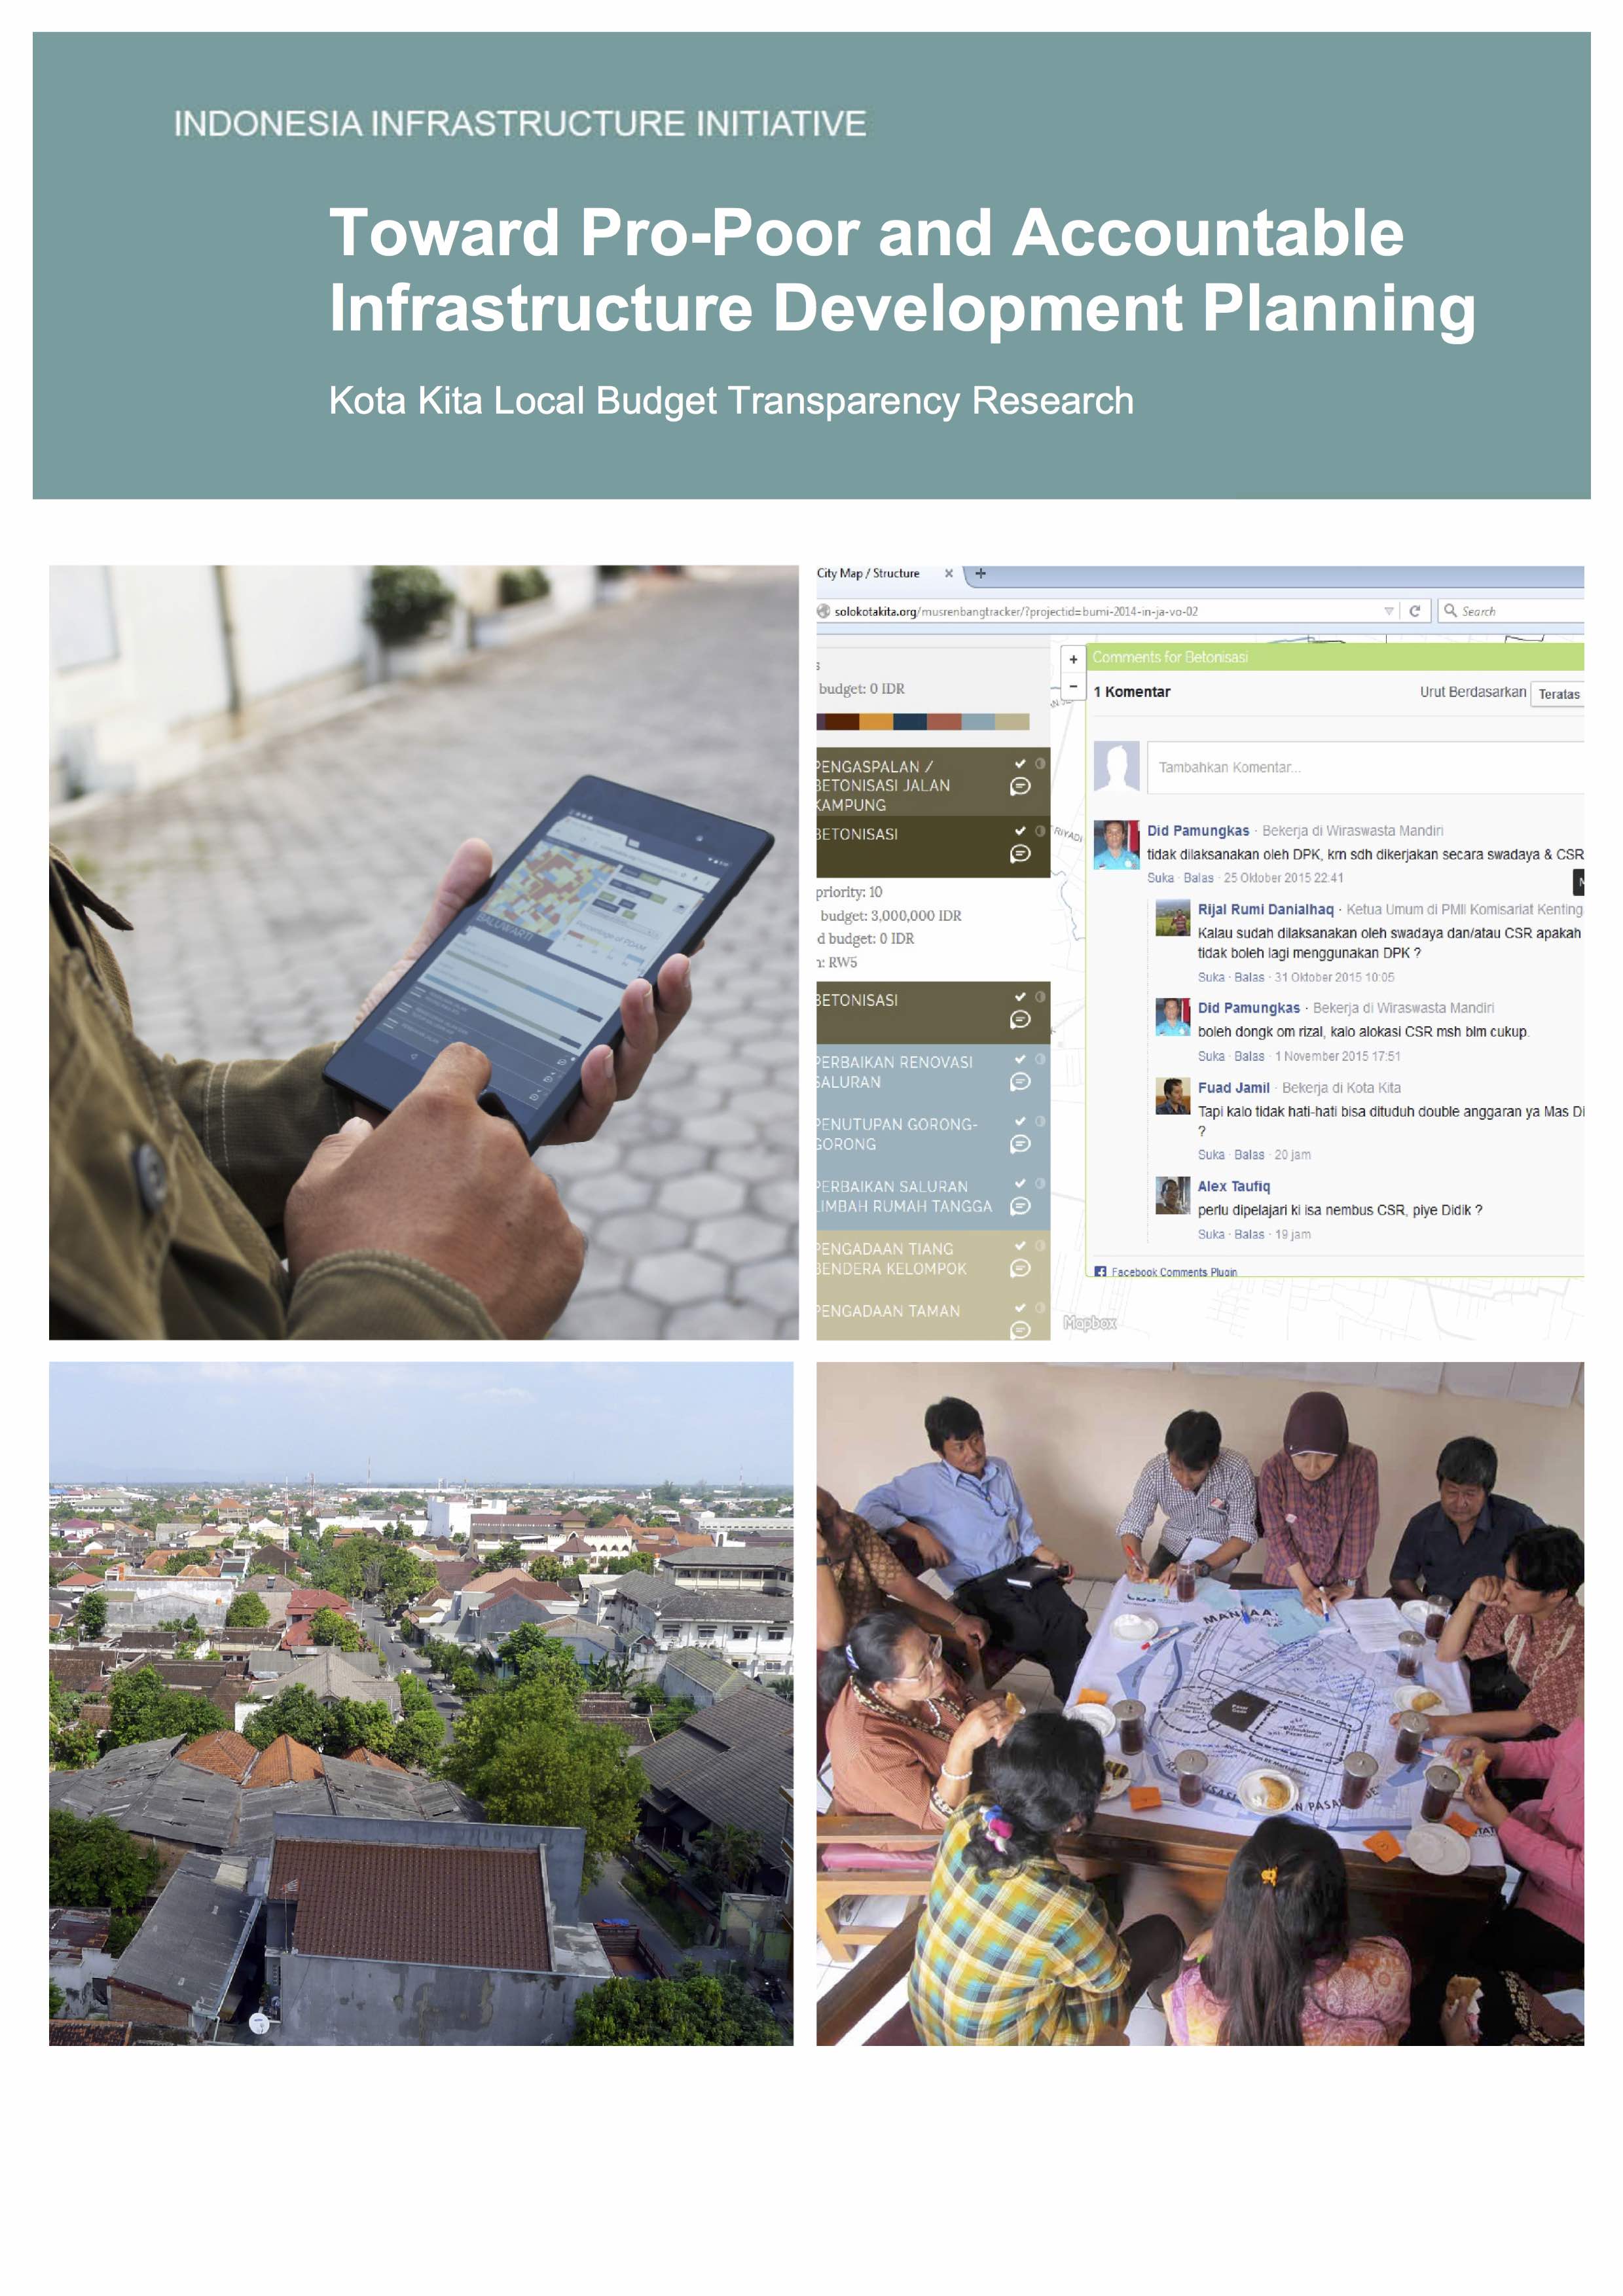 INDONESIA INFRASTRUCTURE INITIATIVE
Toward Pro-Poor and Accountable
Infrastructure Development Planning
Kota Kita Local Budget Transparency Research
BALUWARTI
Percentage of PDAM
City Map / Structure
solokotakita.org/musrenbangtracker/?projectid=bumi-2014-in-ja-vo-02
Search
budget: 0 IDR
PENGASPALAN /
BETONISASI JALAN
KAMPUNG
BETONISASI
priority: 10
budget: 3,000,000 IDR
d budget: 0 IDR
n: RW5
BETONISASI
PERBAIKAN RENOVASI
SALURAN
PENUTUPAN GORONG-
GORONG
PERBAIKAN SALURAN
LIMBAH RUMAH TANGGA
PENGADAAN TIANG
BENDERA KELOMPOK
PENGADAAN TAMAN
+
−
RIYADI
Comments for Betonisasi
1 Komentar
Urut Berdasarkan Teratas
Tambahkan Komentar...
Did Pamungkas · Bekerja di Wiraswasta Mandiri
tidak dilaksanakan oleh DPK, krn sdh dikerjakan secara swadaya & CSR
Suka · Balas · 25 Oktober 2015 22:41
Rijal Rumi Danialhaq · Ketua Umum di PMII Komisariat Kenting
Kalau sudah dilaksanakan oleh swadaya dan/atau CSR apakah
tidak boleh lagi menggunakan DPK ?
Suka · Balas · 31 Oktober 2015 10:05
Did Pamungkas · Bekerja di Wiraswasta Mandiri
boleh dongk om rizal, kalo alokasi CSR msh blm cukup.
Suka · Balas · 1 November 2015 17:51
Fuad Jamil · Bekerja di Kota Kita
Tapi kalo tidak hati-hati bisa dituduh double anggaran ya Mas Di
?
Suka · Balas · 20 jam
Alex Taufiq
perlu dipelajari ki isa nembus CSR, piye Didik ?
Suka · Balas · 19 jam
Facebook Comments Plugin
Mapbox